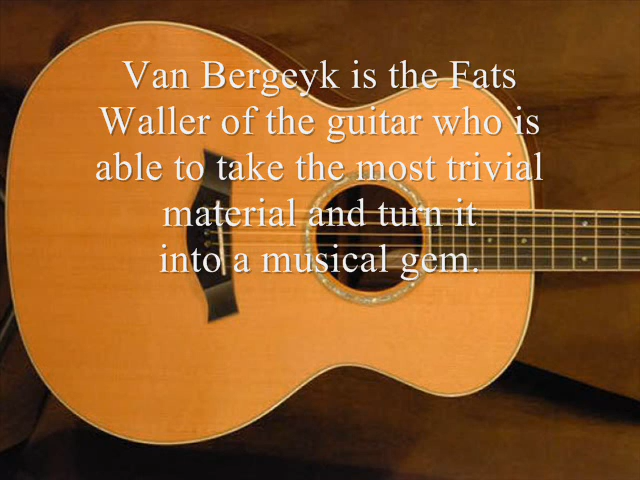 Van Bergeyk is the Fats
Waller of the guitar who is
able to take the most trivial
material and turn it
into a musical gem.